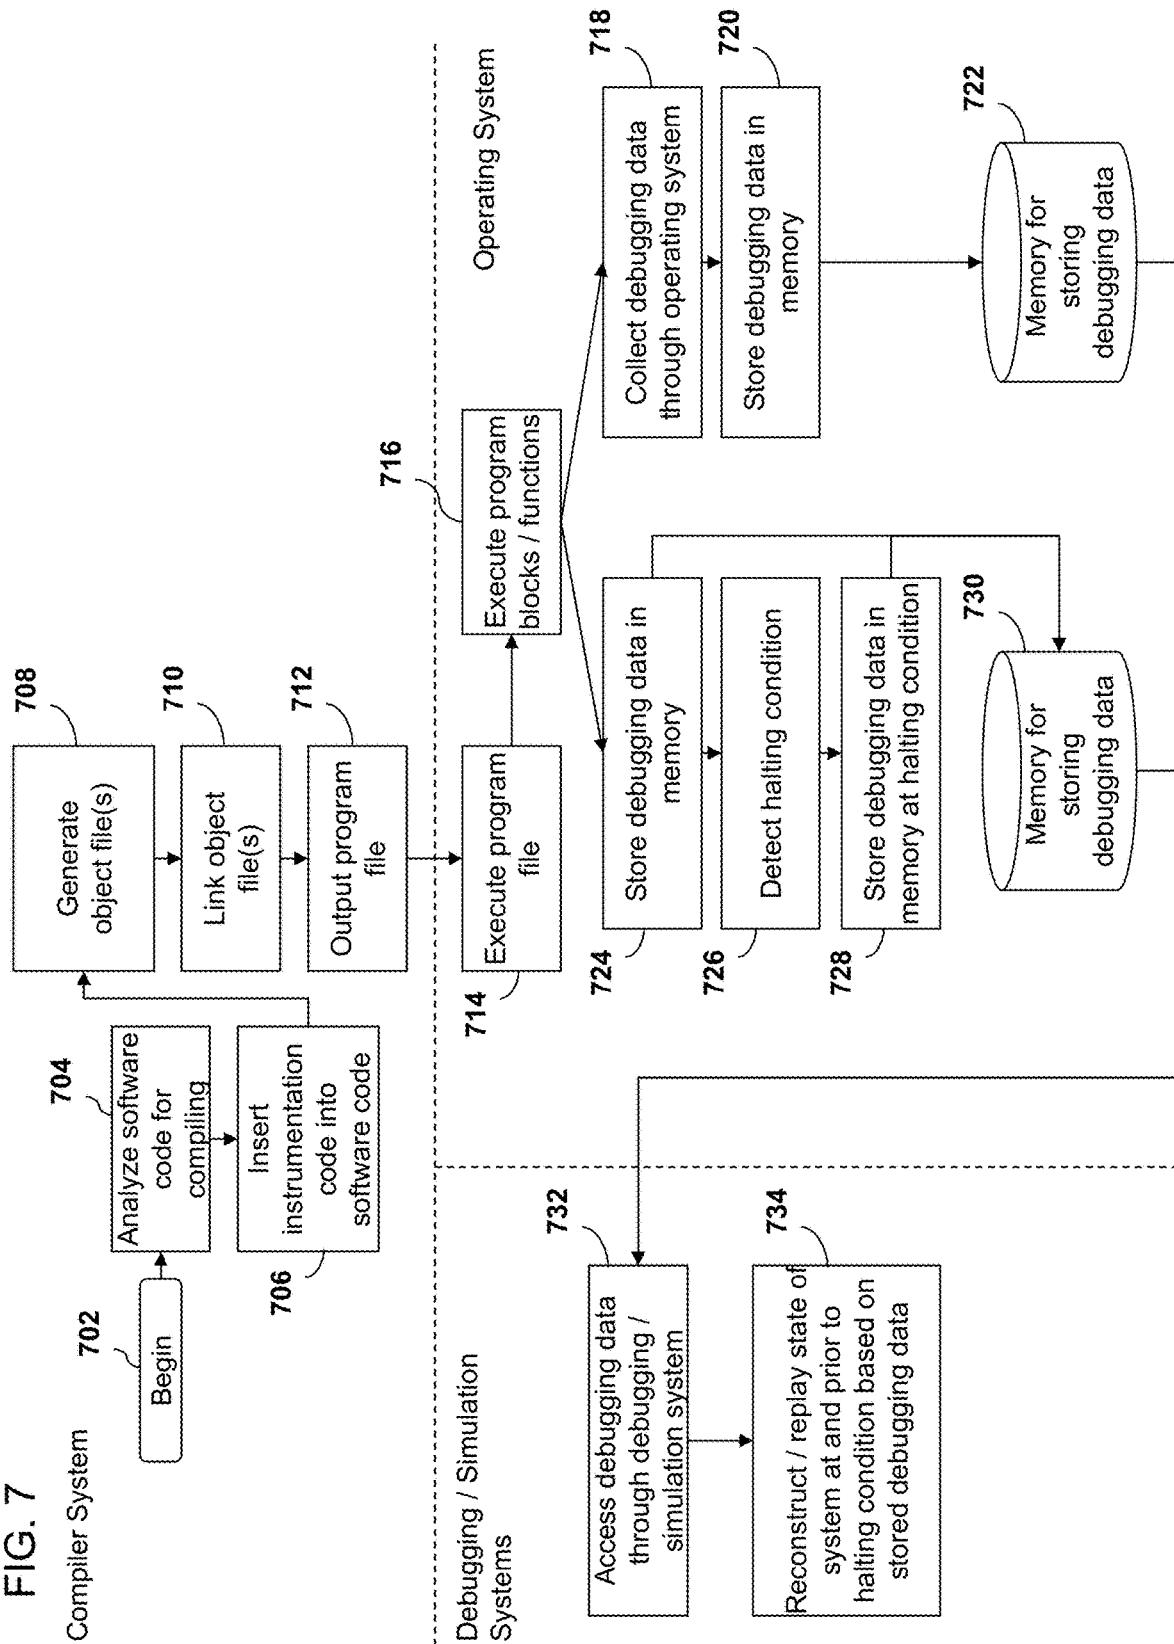 FIG. 7
Compiler System
702
Begin
704
Analyze software
code for
compiling
Insert
instrumentation
code into
software code
706
708
Generate
object file(s)
710
Link object
file(s)
712
Output program
file
Operating System
714
Execute program
file
716
Execute program
blocks / functions
718
Collect debugging data
through operating system
720
Store debugging data in
memory
722
Memory for
storing
debugging data
724
Store debugging data in
memory
726
Detect halting condition
728
Store debugging data in
memory at halting condition
730
Memory for
storing
debugging data
Debugging / Simulation
Systems
732
Access debugging data
through debugging /
simulation system
734
Reconstruct / replay state of
system at and prior to
halting condition based on
stored debugging data